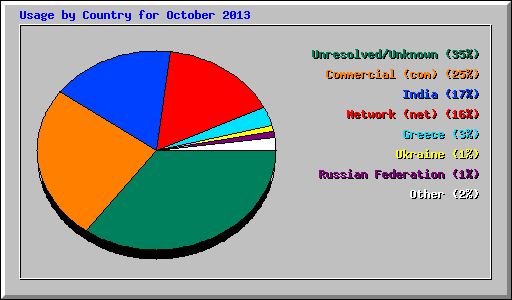 Usage by Country for October 2013
Unresolved/Unknown (35%)
Commercial (com) (25%)
India (17%)
Network (net) (16%)
Greece (3%)
Ukraine (1%)
Russian Federation (1%)
Other (2%)